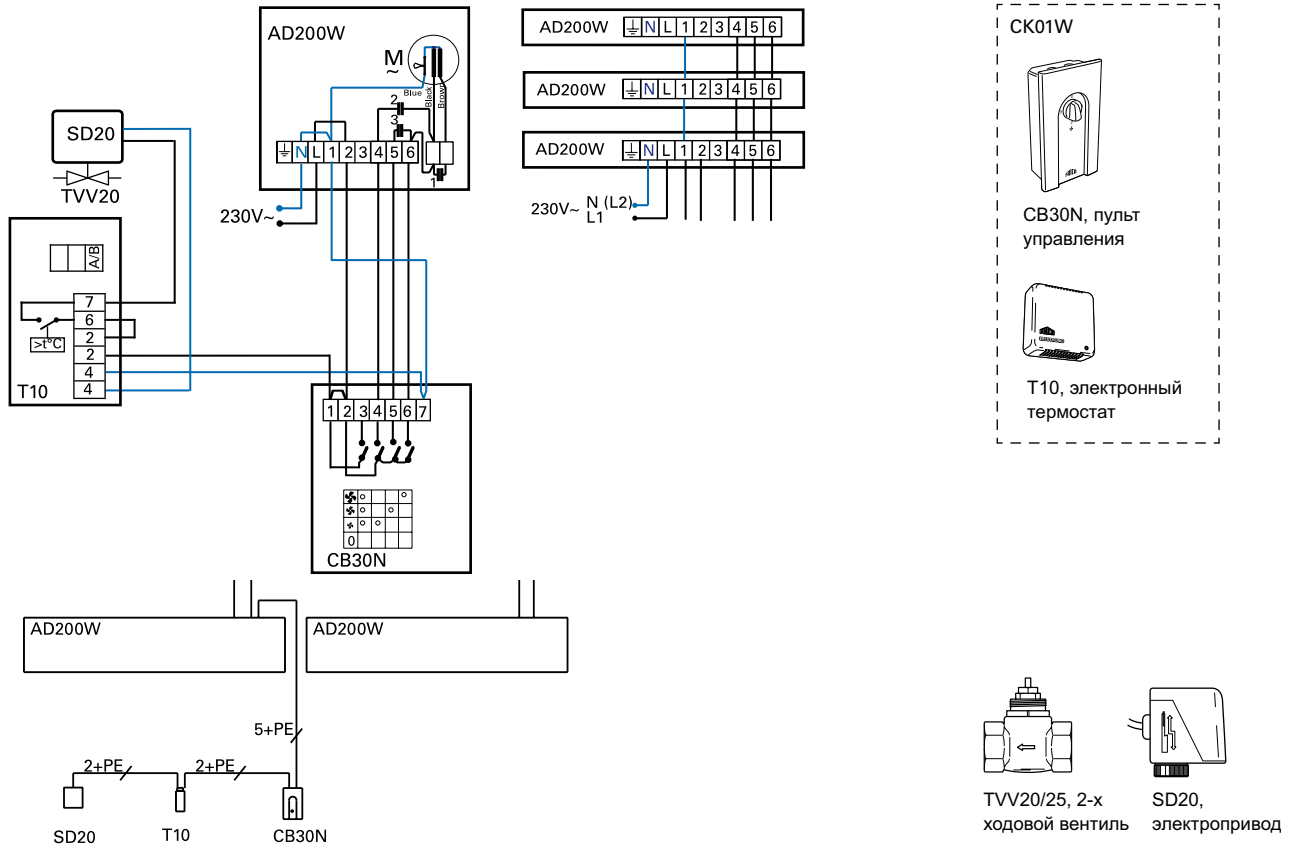 AD200W
M
~
Blue
Black
Brown
2
3
N L 1 2 3 4 5 6
1
230V~
SD20
TVV20
A/B
7
6
2
2
4
4
>t°C
T10
1 2 3 4 5 6 7
0
CB30N
AD200W N L 1 2 3 4 5 6
AD200W N L 1 2 3 4 5 6
AD200W N L 1 2 3 4 5 6
230V~ N (L2)
L1
CK01W
CB30N, пульт
управления
T10, электронный
термостат
AD200W
AD200W
5+PE
2+PE
2+PE
SD20
T10
CB30N
TVV20/25, 2-х
ходовой вентиль
SD20,
электропривод